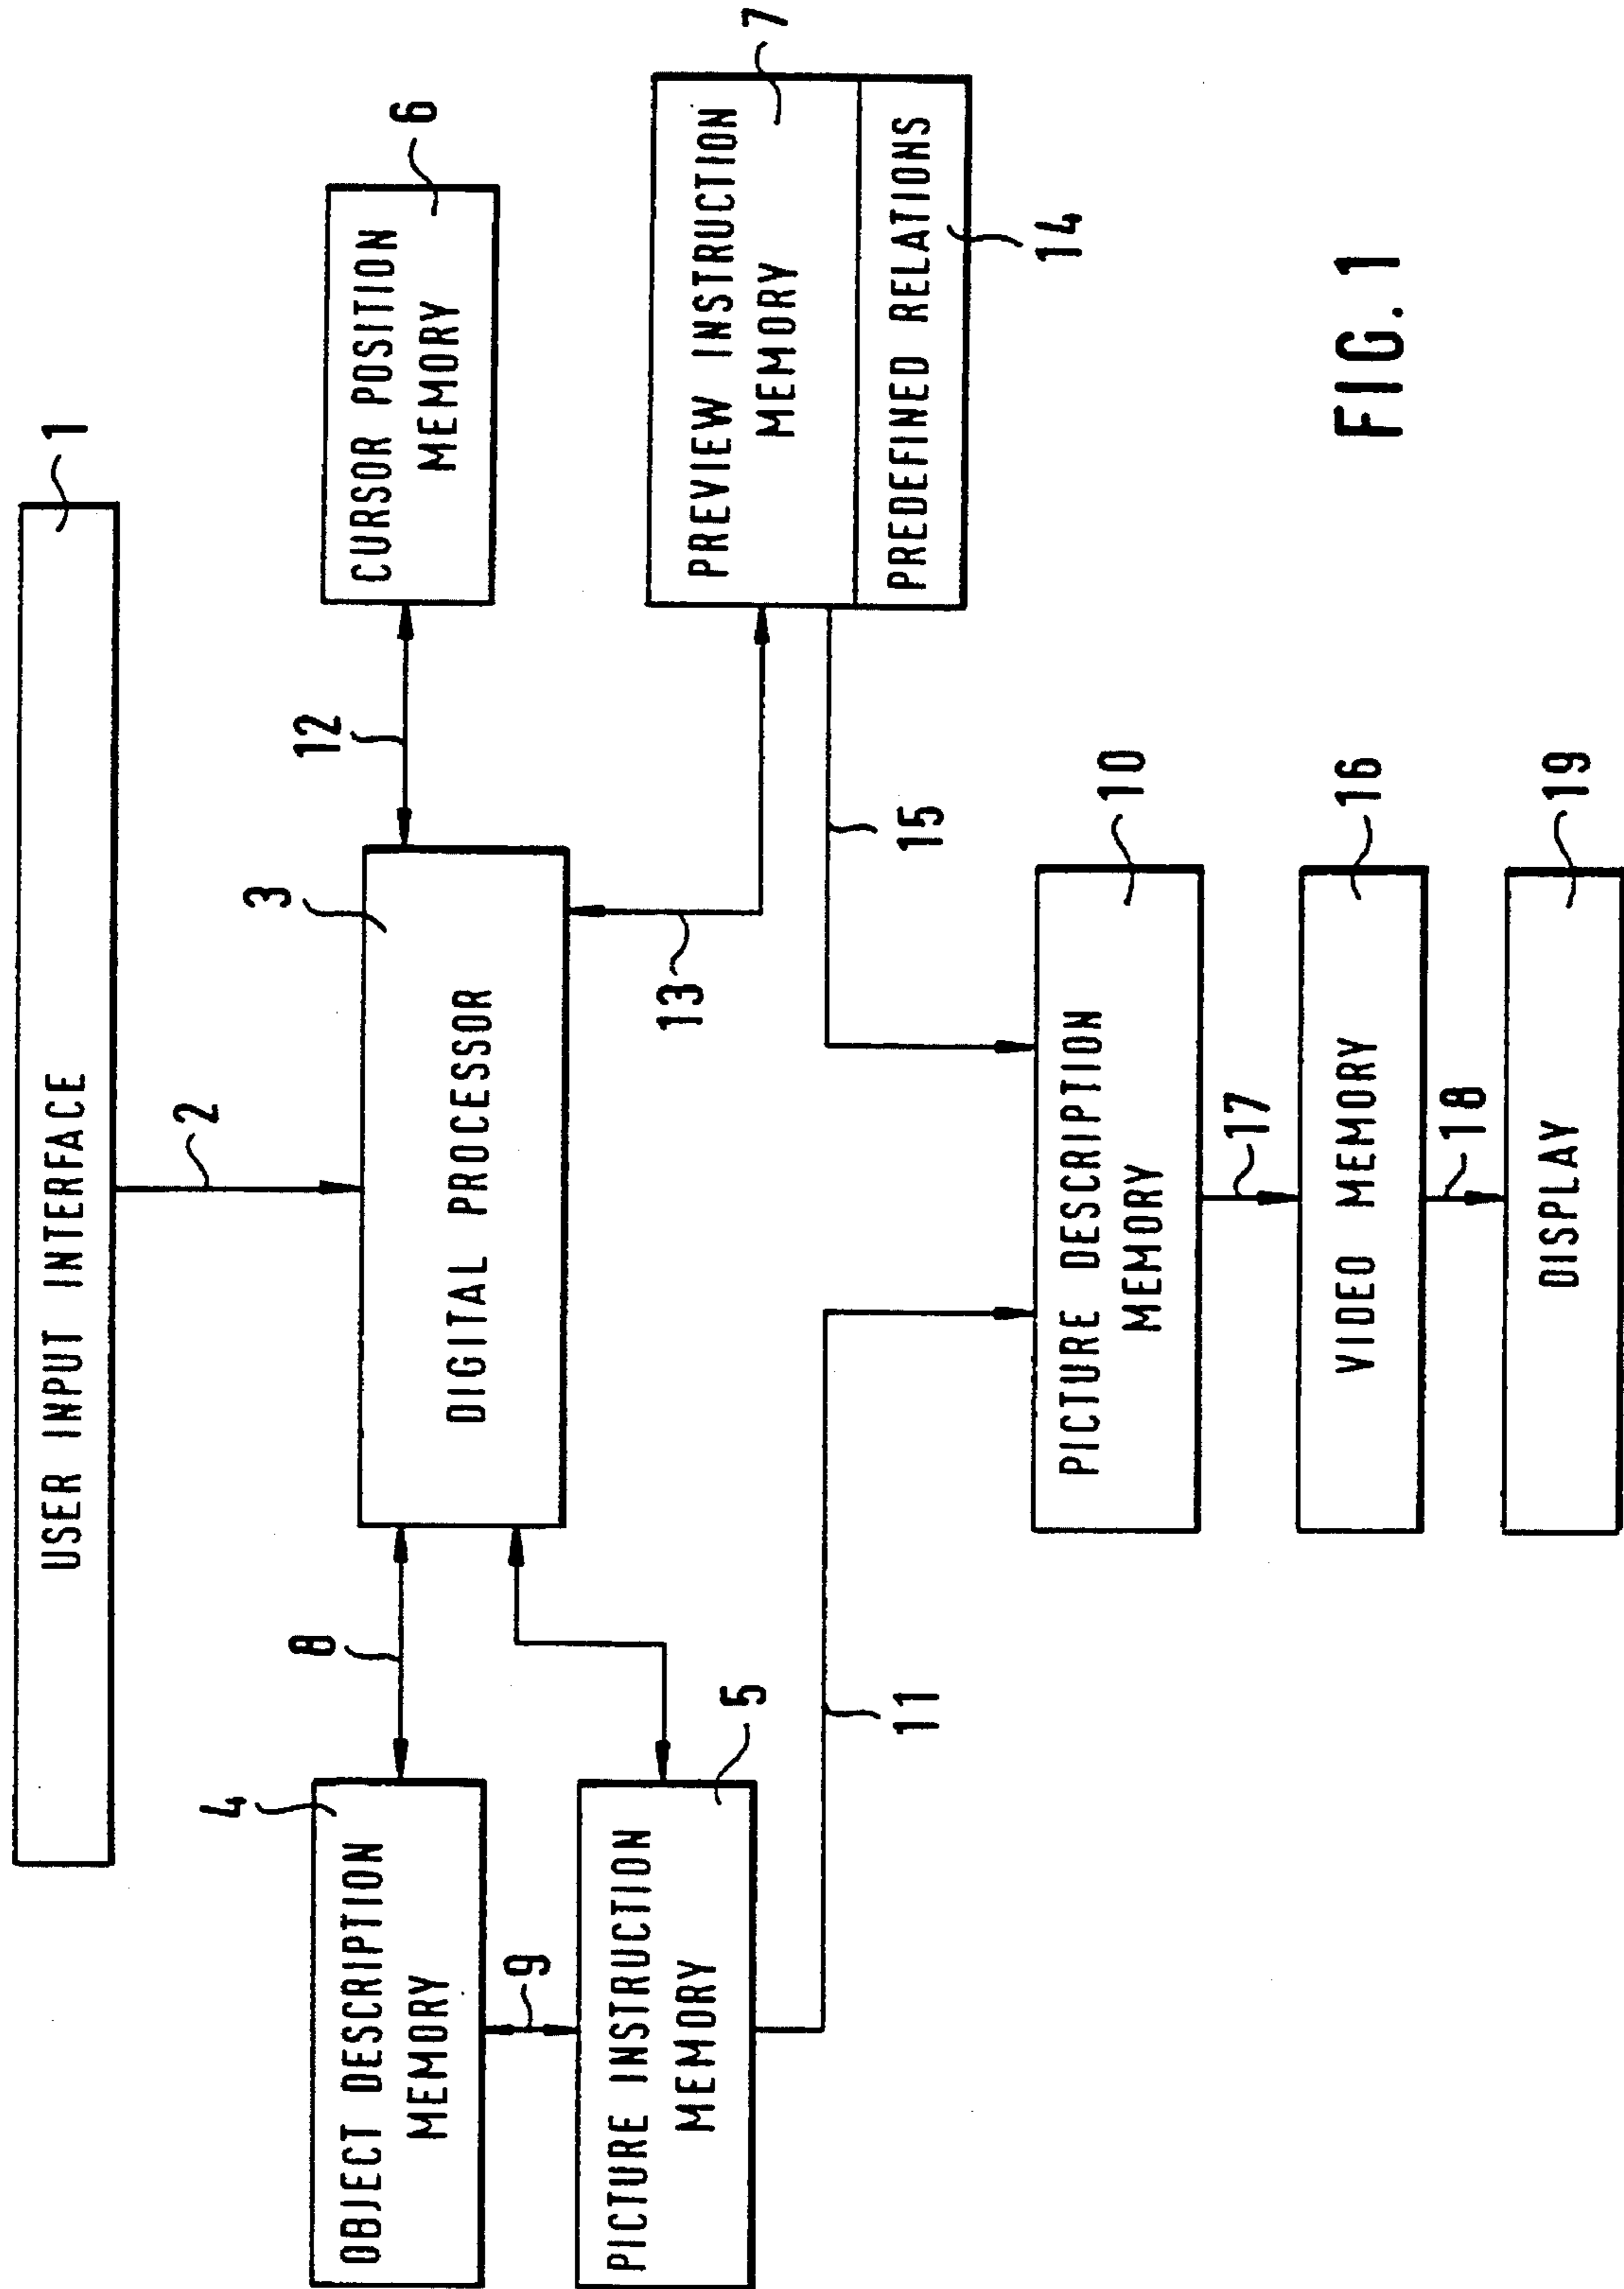 USER INPUT INTERFACE
1
2
OBJECT DESCRIPTION
MEMORY
4
8
3
DIGITAL PROCESSOR
12
CURSOR POSITION
MEMORY
6
9
PICTURE INSTRUCTION
MEMORY
5
13
PREVIEW INSTRUCTION
MEMORY
7
PREDEFINED RELATIONS
14
11
15
PICTURE DESCRIPTION
MEMORY
10
17
VIDEO MEMORY
16
18
DISPLAY
19
FIG. 1